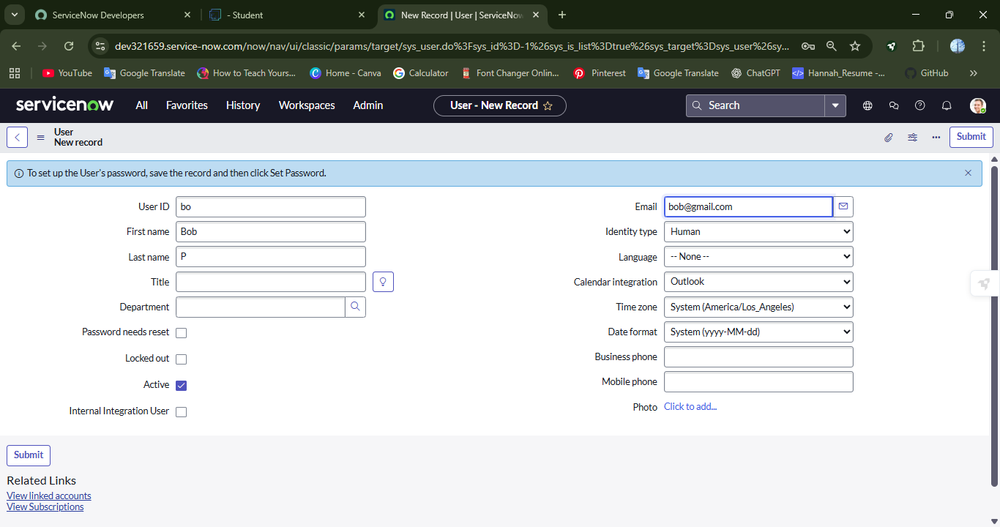 ServiceNow Developers
- Student
New Record | User | ServiceNow
dev321659.service-now.com/now/nav/ui/classic/params/target/sys_user.do%3Fsys_id%3D-1%26sys_is_list%3Dtrue%26sys_target%3Dsys_user%26sy...
YouTube Google Translate How to Teach Yours... Home - Canva Calculator Font Changer Onlin... Pinterest Google Translate ChatGPT Hannah_Resume -... GitHub »
servicenow All Favorites History Workspaces Admin User - New Record Search
User
New record
Submit
To set up the User's password, save the record and then click Set Password.
User ID bo
First name Bob
Last name P
Title
Department
Password needs reset
Locked out
Active
Internal Integration User
Email bob@gmail.com
Identity type Human
Language -- None --
Calendar integration Outlook
Time zone System (America/Los_Angeles)
Date format System (yyyy-MM-dd)
Business phone
Mobile phone
Photo Click to add...
Submit
Related Links
View linked accounts
View Subscriptions